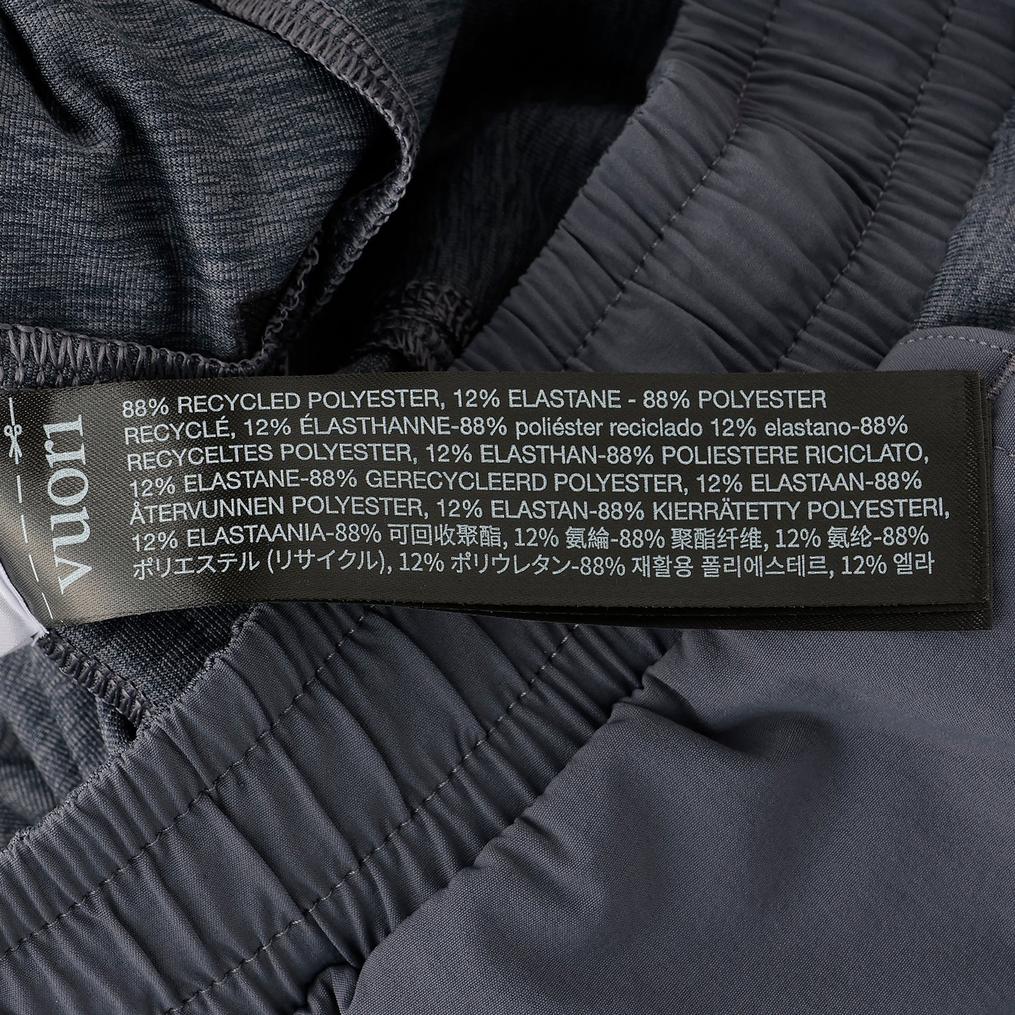 vuori
88% RECYCLED POLYESTER, 12% ELASTANE - 88% POLYESTER
RECYCLÉ, 12% ÉLASTHANNE-88% poliéster reciclado 12% elastano-88%
RECYCELTES POLYESTER, 12% ELASTHAN-88% POLIESTERE RICICLATO,
12% ELASTANE-88% GERECYCLEERD POLYESTER, 12% ELASTAAN-88%
ÅTERVUNNEN POLYESTER, 12% ELASTAN-88% KIERRÄTETTY POLYESTERI,
12% ELASTAANIA-88% 可回收聚酯, 12% 氨綸-88% 聚酯纤维, 12% 氨纶-88%
ポリエステル (リサイクル), 12% ポリウレタン-88% 재활용 폴리에스테르, 12% 엘라